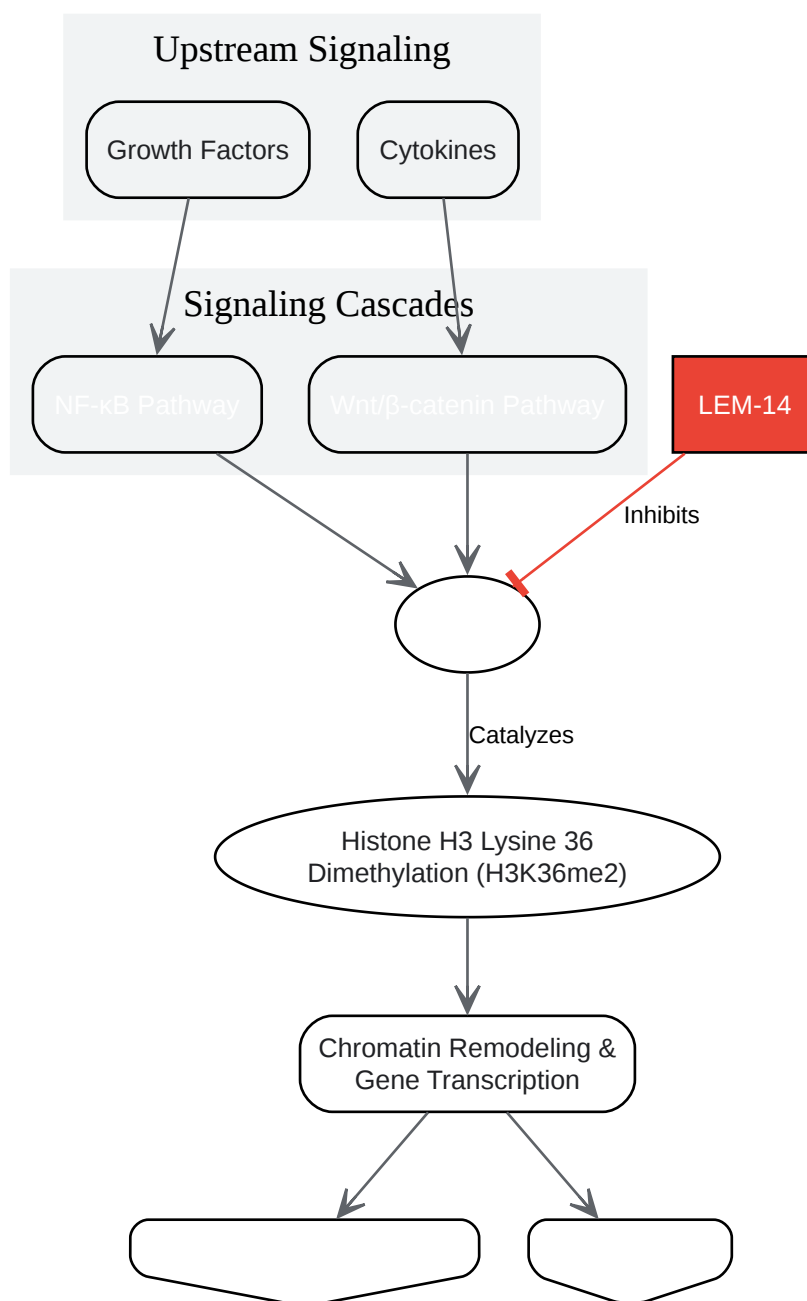 Upstream Signaling
Growth Factors
Cytokines
Signaling Cascades
NF-κB Pathway
Wnt/β-catenin Pathway
LEM-14
Inhibits
Catalyzes
Histone H3 Lysine 36
Dimethylation (H3K36me2)
Chromatin Remodeling &
Gene Transcription